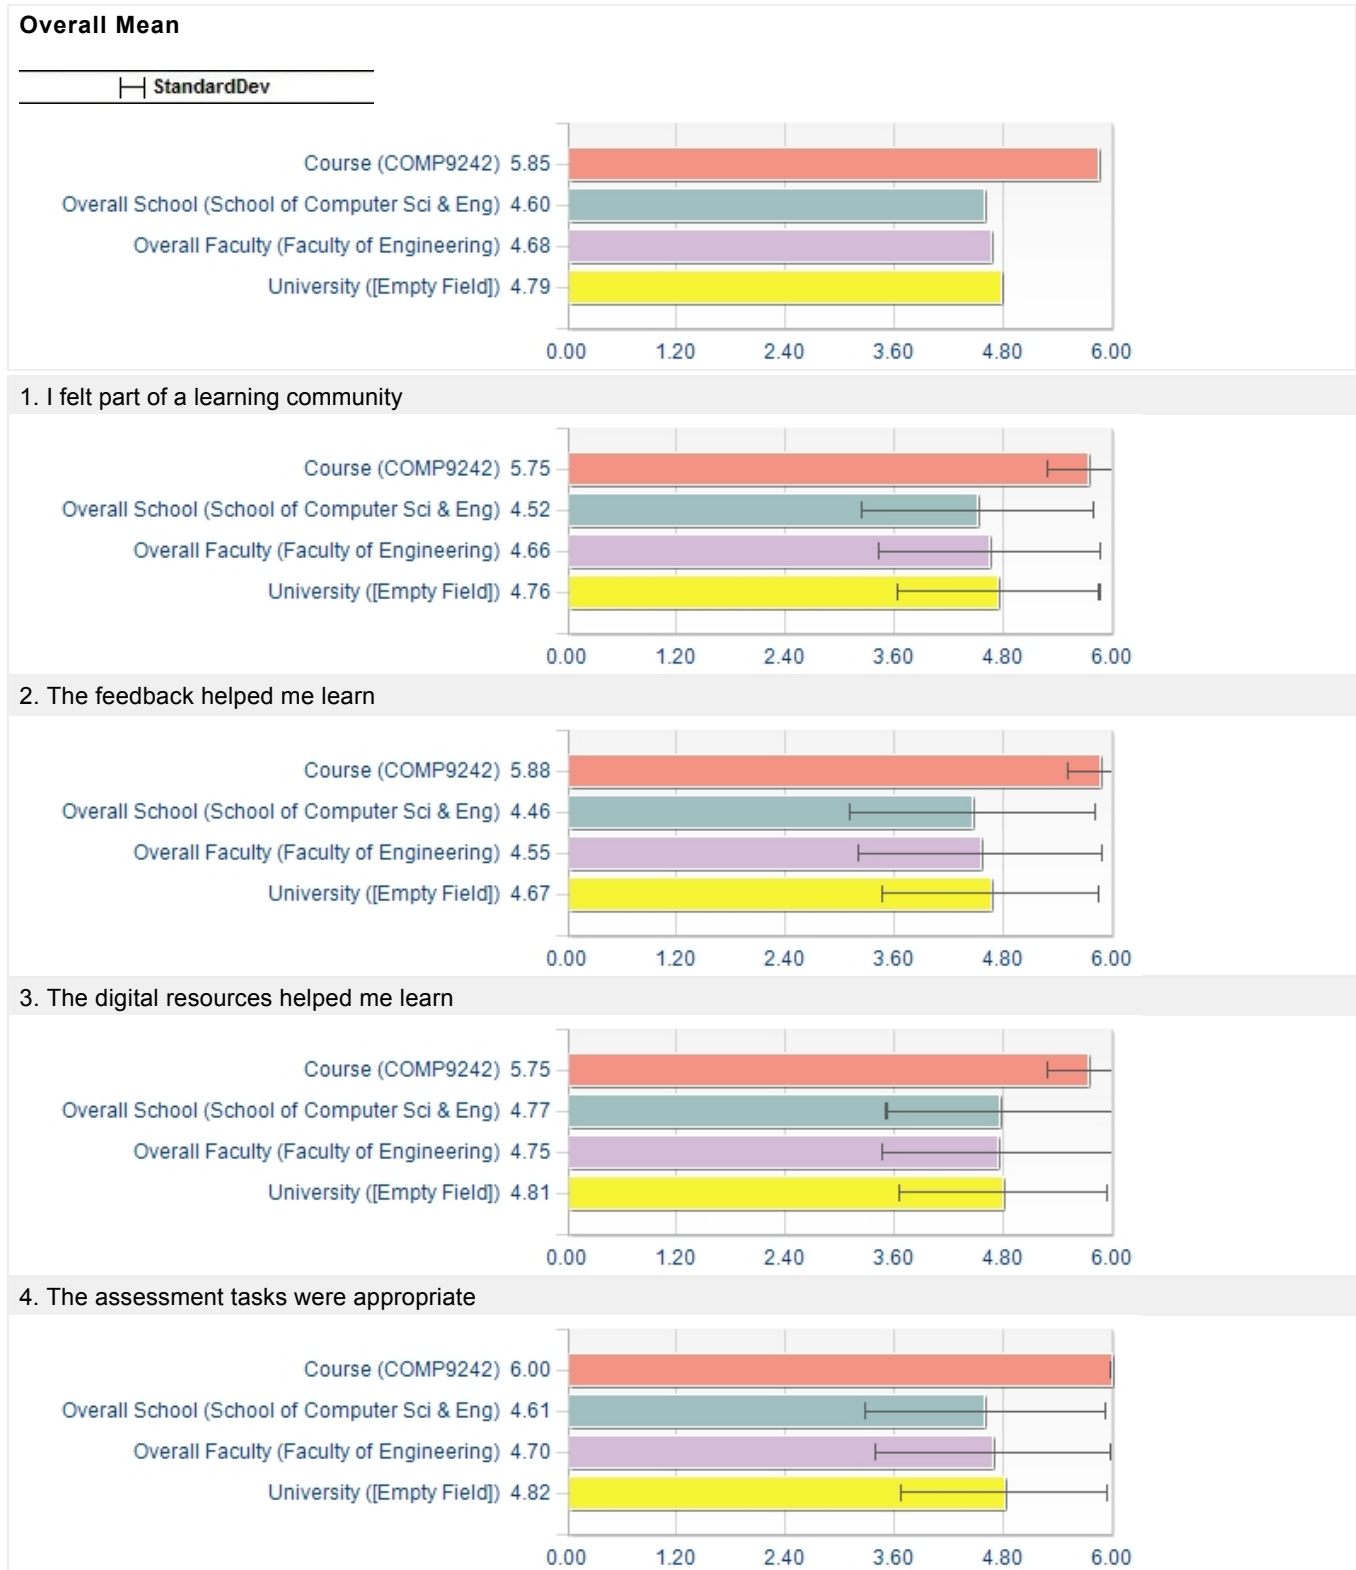 Overall Mean
StandardDev
Course (COMP9242) 5.85
Overall School (School of Computer Sci & Eng) 4.60
Overall Faculty (Faculty of Engineering) 4.68
University ([Empty Field]) 4.79
0.00 1.20 2.40 3.60 4.80 6.00
1. I felt part of a learning community
Course (COMP9242) 5.75
Overall School (School of Computer Sci & Eng) 4.52
Overall Faculty (Faculty of Engineering) 4.66
University ([Empty Field]) 4.76
0.00 1.20 2.40 3.60 4.80 6.00
2. The feedback helped me learn
Course (COMP9242) 5.88
Overall School (School of Computer Sci & Eng) 4.46
Overall Faculty (Faculty of Engineering) 4.55
University ([Empty Field]) 4.67
0.00 1.20 2.40 3.60 4.80 6.00
3. The digital resources helped me learn
Course (COMP9242) 5.75
Overall School (School of Computer Sci & Eng) 4.77
Overall Faculty (Faculty of Engineering) 4.75
University ([Empty Field]) 4.81
0.00 1.20 2.40 3.60 4.80 6.00
4. The assessment tasks were appropriate
Course (COMP9242) 6.00
Overall School (School of Computer Sci & Eng) 4.61
Overall Faculty (Faculty of Engineering) 4.70
University ([Empty Field]) 4.82
0.00 1.20 2.40 3.60 4.80 6.00